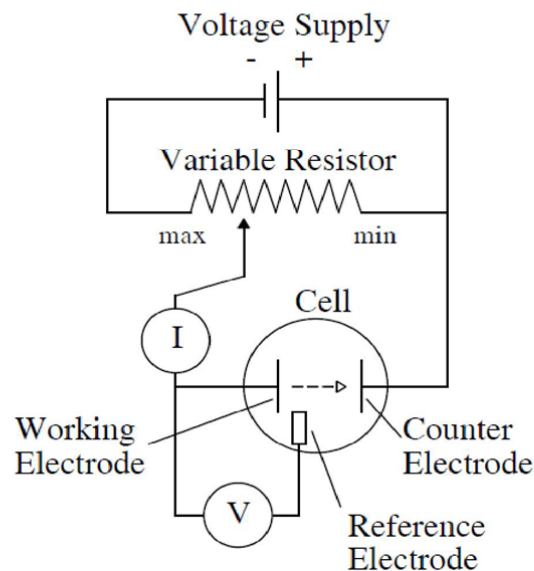 Voltage Supply
- +
Variable Resistor
max min
Cell
I
Working
Electrode
Counter
Electrode
V
Reference
Electrode